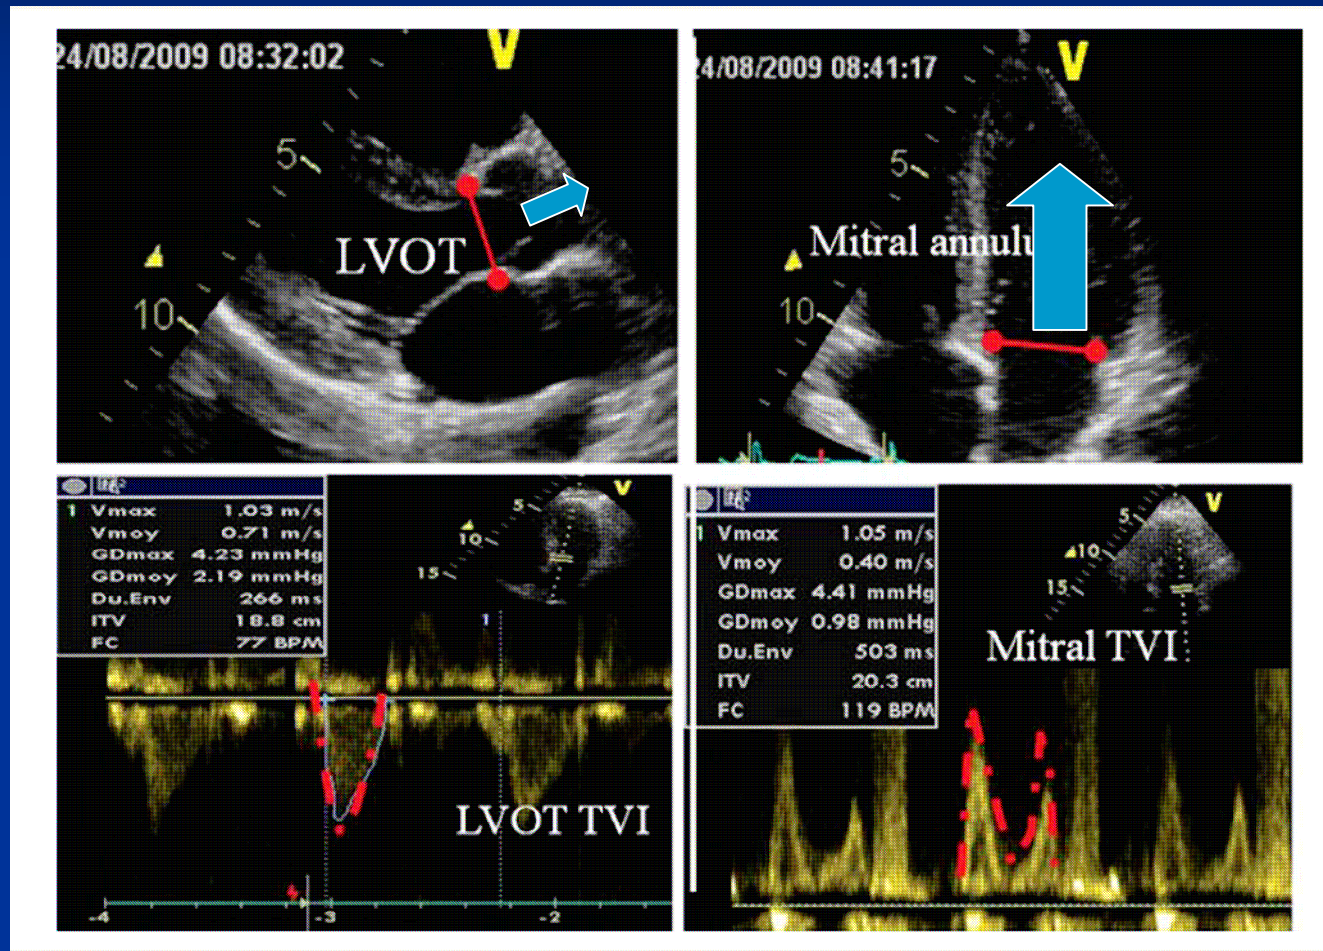 24/08/2009 08:32:02
V
5
LVOT
10
4/08/2009 08:41:17
V
5
Mitral annulu
10
1 Vmax 1.03 m/s
Vmoy 0.71 m/s
GDmax 4.23 mmHg
GDmoy 2.19 mmHg
Du.Env 266 ms
ITV 18.8 cm
FC 77 BPM
V
5
10
15
1
LVOT TVI
-4 -3 -2
1 Vmax 1.05 m/s
Vmoy 0.40 m/s
GDmax 4.41 mmHg
GDmoy 0.98 mmHg
Du.Env 503 ms
ITV 20.3 cm
FC 119 BPM
V
5
10
15
Mitral TVI